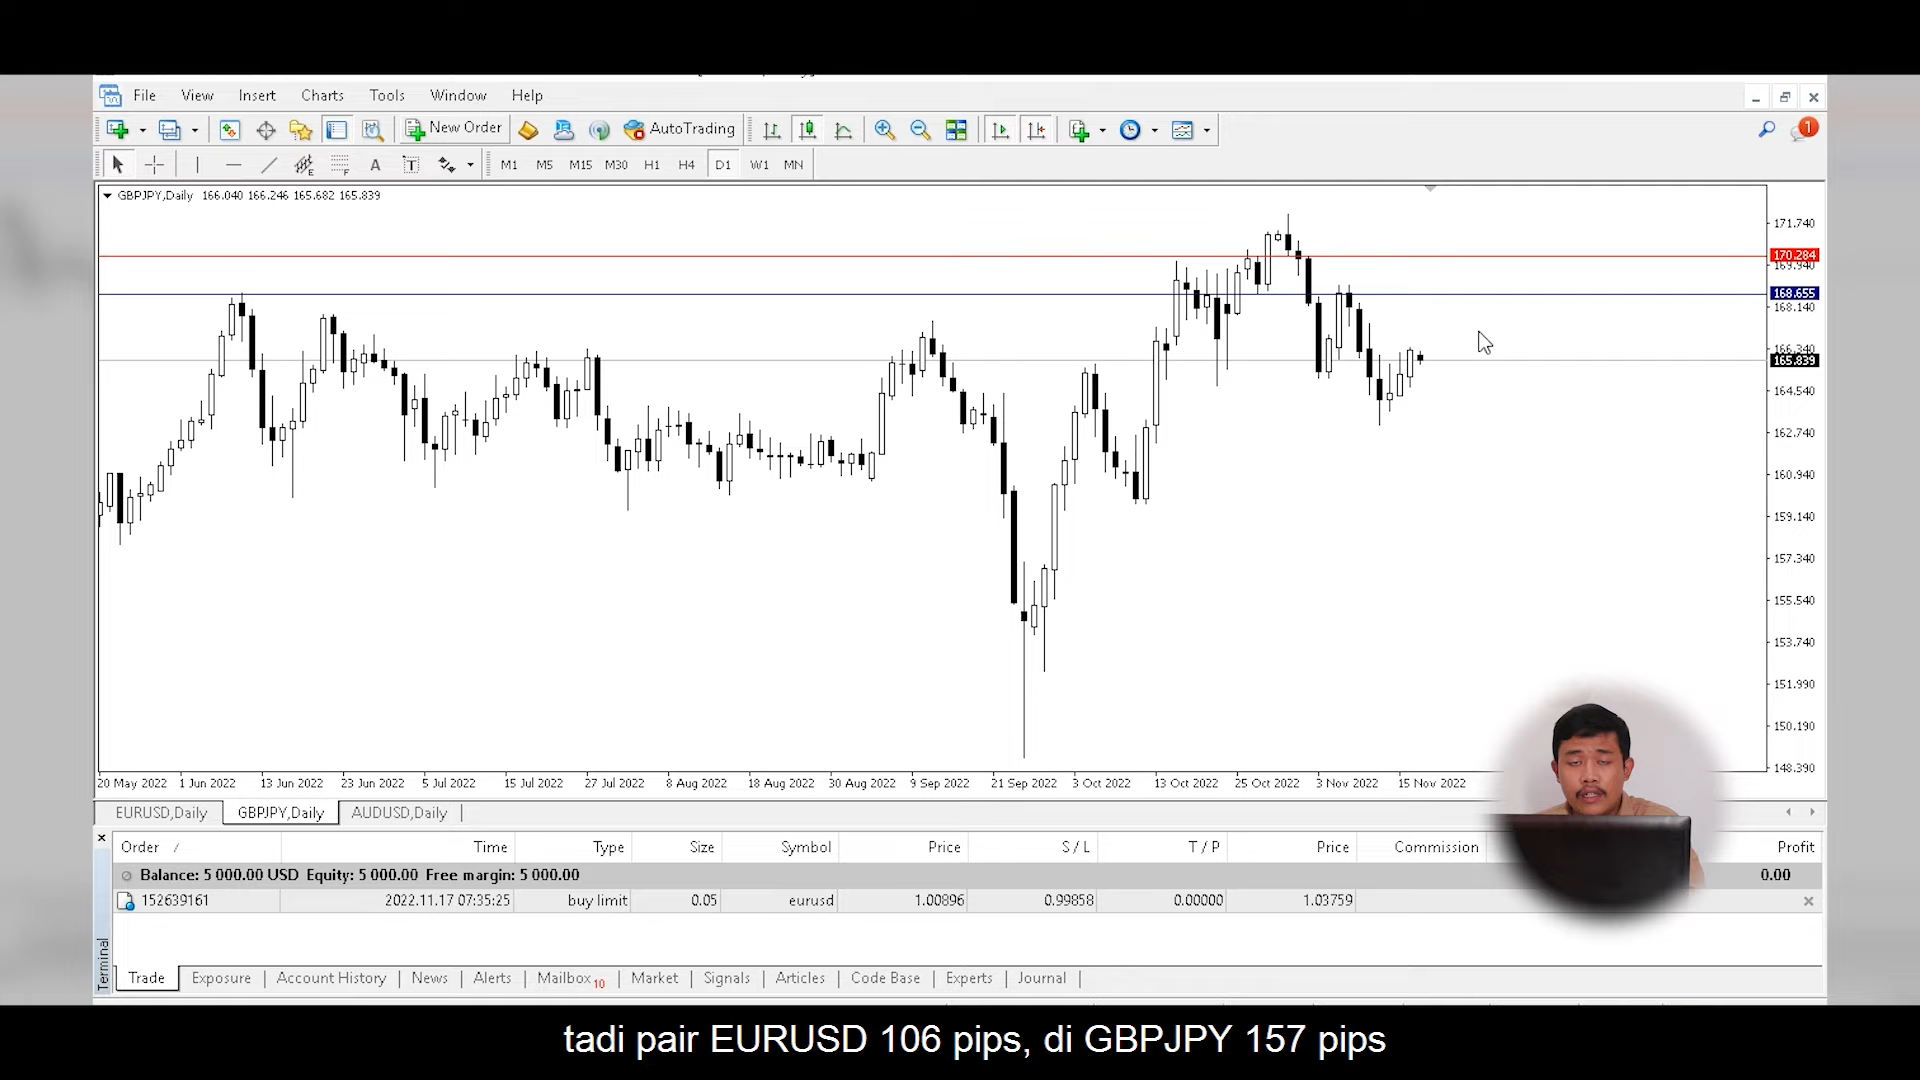 File View Insert Charts Tools Window Help
New Order AutoTrading 1
E F A T M1 M5 M15 M30 H1 H4 D1 W1 MN
GBPJPY,Daily 166.040 166.246 165.682 165.839
171.740
170.284
169.940
168.655
168.140
166.340
165.839
164.540
162.740
160.940
159.140
157.340
155.540
153.740
151.990
150.190
148.390
20 May 2022 1 Jun 2022 13 Jun 2022 23 Jun 2022 5 Jul 2022 15 Jul 2022 27 Jul 2022 8 Aug 2022 18 Aug 2022 30 Aug 2022 9 Sep 2022 21 Sep 2022 3 Oct 2022 13 Oct 2022 25 Oct 2022 3 Nov 2022 15 Nov 2022
EURUSD,Daily GBPJPY,Daily AUDUSD,Daily
Order / Time Type Size Symbol Price S / L T / P Price Commission Profit
Balance: 5 000.00 USD Equity: 5 000.00 Free margin: 5 000.00 0.00
152639161 2022.11.17 07:35:25 buy limit 0.05 eurusd 1.00896 0.99858 0.00000 1.03759
Terminal
Trade Exposure Account History News Alerts Mailbox 10 Market Signals Articles Code Base Experts Journal
tadi pair EURUSD 106 pips, di GBPJPY 157 pips